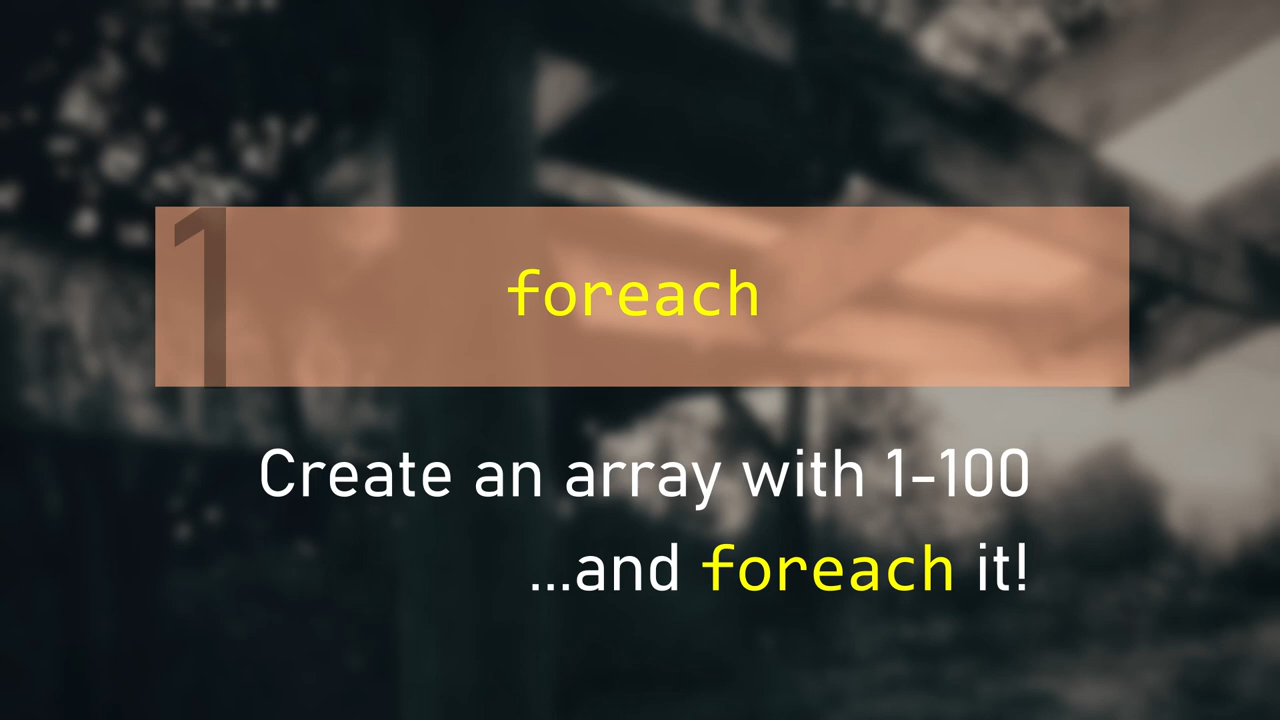 1
foreach
Create an array with 1-100
...and foreach it!